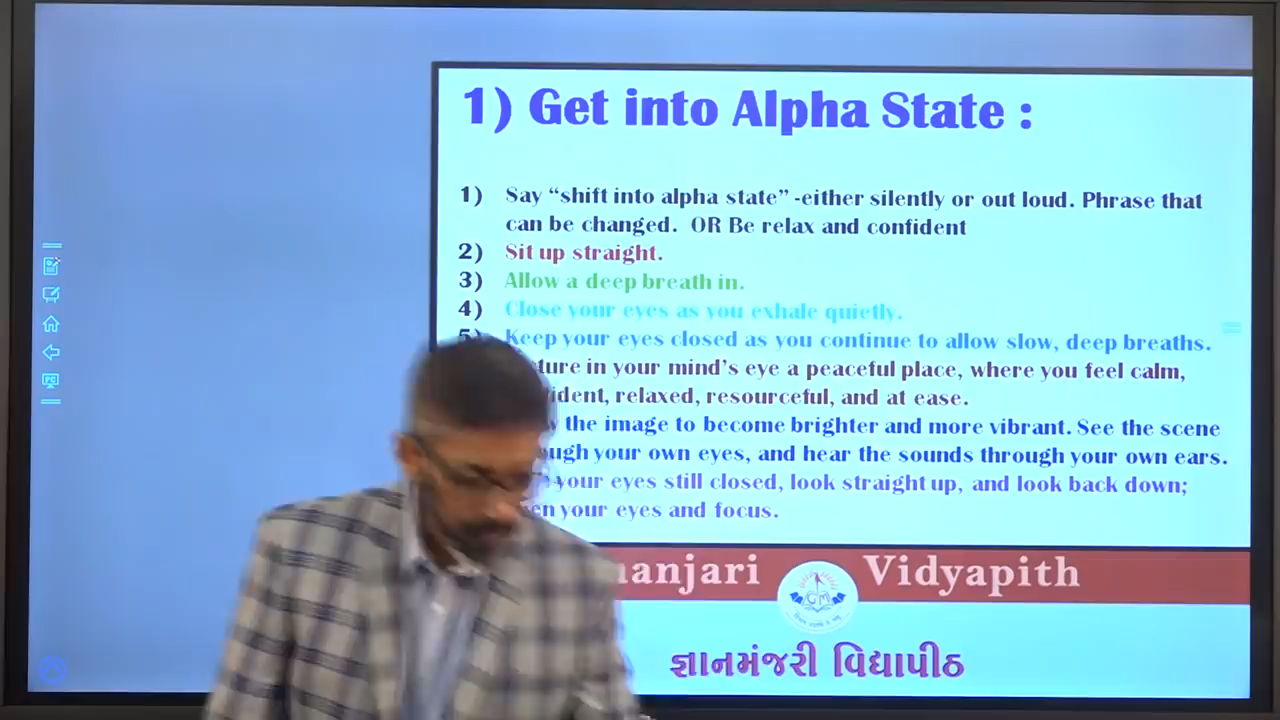 1) Get into Alpha State :
1) Say “shift into alpha state” -either silently or out loud. Phrase that
can be changed. OR Be relax and confident
2) Sit up straight.
3) Allow a deep breath in.
4) Close your eyes as you exhale quietly.
5) Keep your eyes closed as you continue to allow slow, deep breaths.
in your mind’s eye a peaceful place, where you feel calm,
relaxed, resourceful, and at ease.
the image to become brighter and more vibrant. See the scene
your own eyes, and hear the sounds through your own ears.
your eyes still closed, look straight up, and look back down;
your eyes and focus.
Vidyapith
GM
જ્ઞાનમંજરી વિદ્યાપીઠ